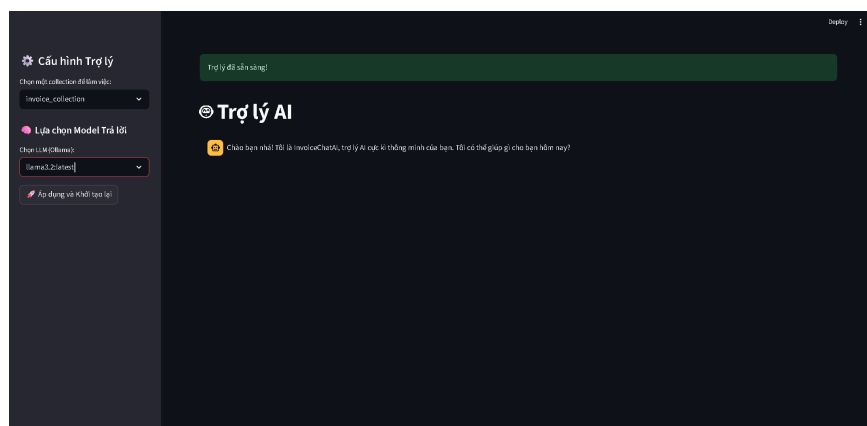 Deploy
Cấu hình Trợ lý
Chọn một collection để làm việc:
invoice_collection
Lựa chọn Model Trả lời
Chọn LLM (Ollama):
llama3.2:latest
Áp dụng và Khởi tạo lại
Trợ lý đã sẵn sàng!
Trợ lý AI
Chào bạn nhá! Tôi là InvoiceChatAI, trợ lý AI cực kì thông minh của bạn. Tôi có thể giúp gì cho bạn hôm nay?